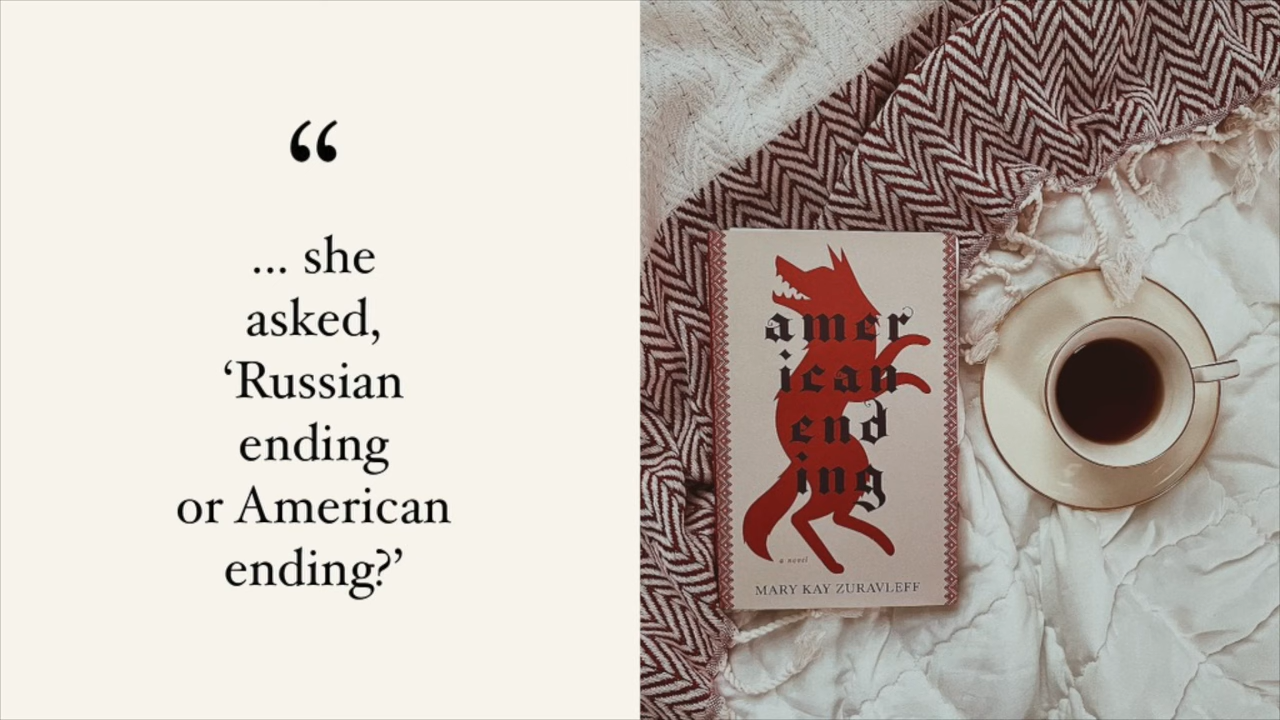 “
... she
asked,
‘Russian
ending
or American
ending?’
amer
ican
end
ing
a novel
MARY KAY ZURAVLEFF